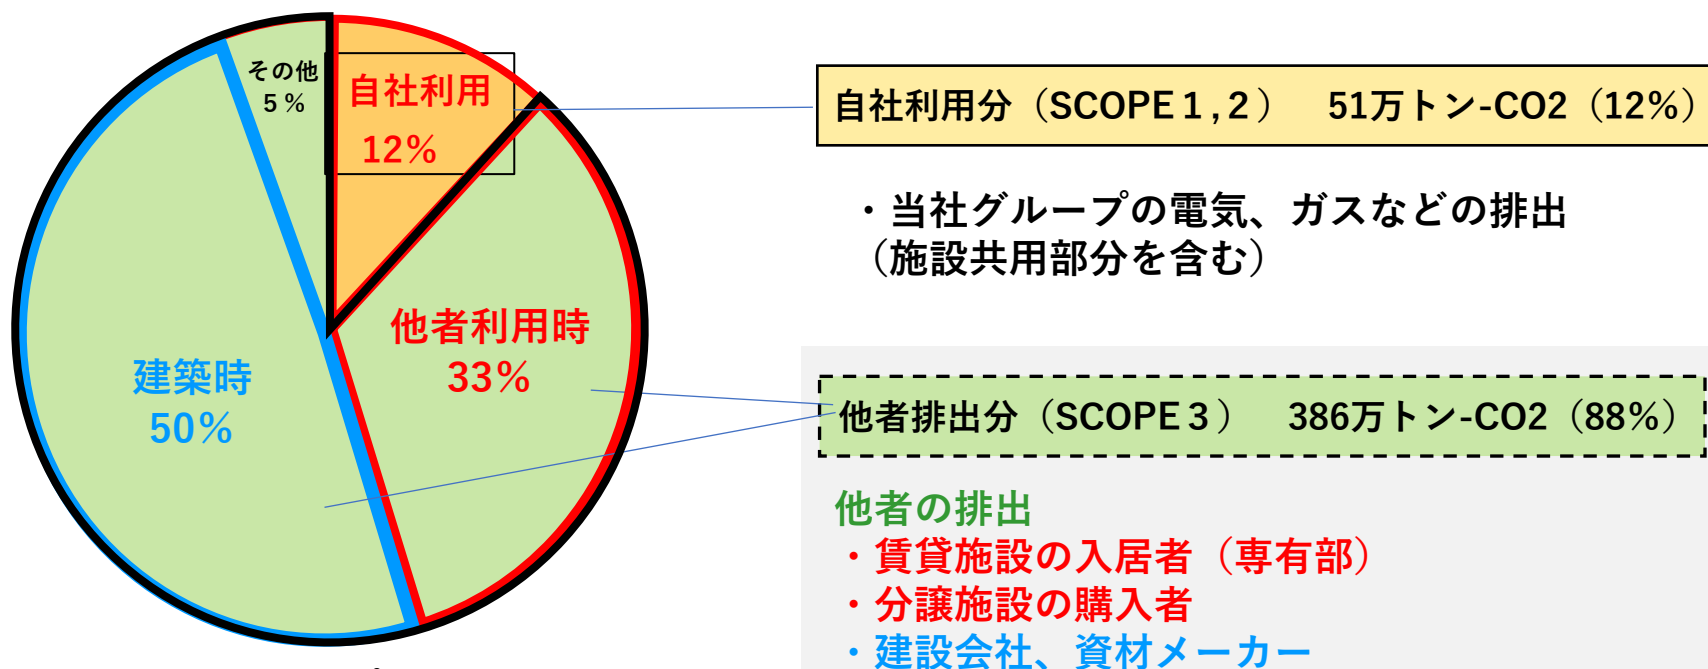 その他
5%
自社利用
12%
他者利用時
33%
建築時
50%
自社利用分（SCOPE１,２） 51万トン-CO2（12%）
・当社グループの電気、ガスなどの排出
（施設共用部分を含む）
他者排出分（SCOPE３） 386万トン-CO2（88%）
他者の排出
・賃貸施設の入居者（専有部）
・分譲施設の購入者
・建設会社、資材メーカー